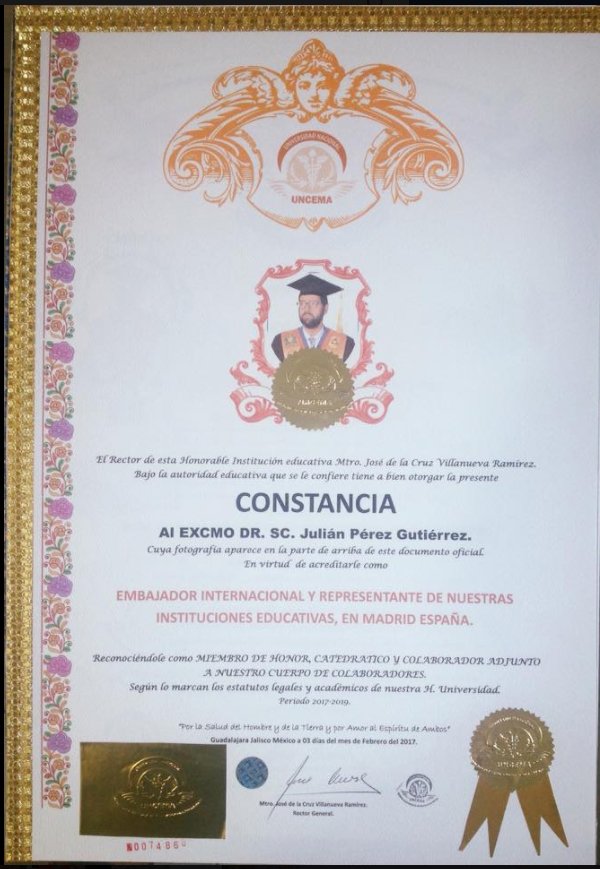 UNIVERSIDAD NACIONAL
UNCEMA
El Rector de esta Honorable Institución educativa Mtro. José de la Cruz Villanueva Ramírez.
Bajo la autoridad educativa que se le confiere tiene a bien otorgar la presente
CONSTANCIA
Al EXCMO DR. SC. Julián Pérez Gutiérrez.
Cuya fotografía aparece en la parte de arriba de este documento oficial.
En virtud de acreditarle como
EMBAJADOR INTERNACIONAL Y REPRESENTANTE DE NUESTRAS
INSTITUCIONES EDUCATIVAS, EN MADRID ESPAÑA.
Reconociéndole como MIEMBRO DE HONOR, CATEDRATICO Y COLABORADOR ADJUNTO
A NUESTRO CUERPO DE COLABORADORES.
Según lo marcan los estatutos legales y académicos de nuestra H. Universidad.
Periodo 2017-2019.
"Por la Salud del Hombre y de la Tierra y por Amor al Espíritu de Ambos"
Guadalajara Jalisco México a 03 días del mes de Febrero del 2017.
UNCEMA
UNCEMA
UNCEMA
Mtro. José de la Cruz Villanueva Ramírez.
Rector General.